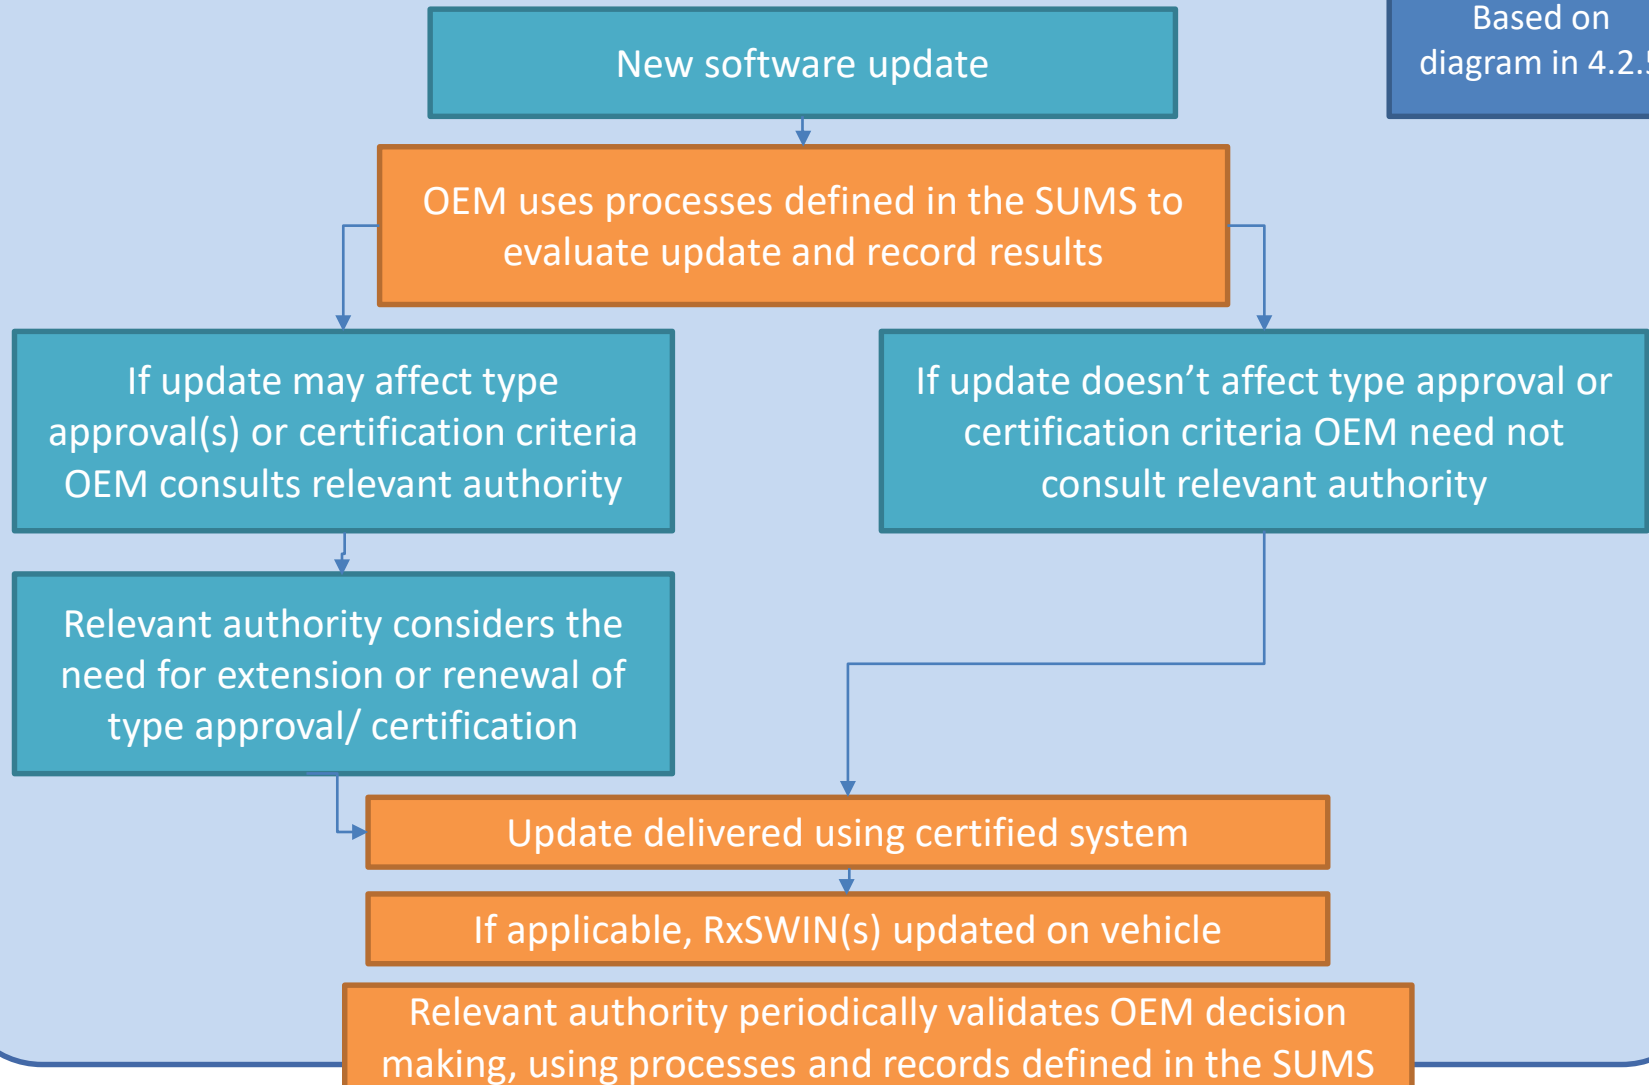 Based on
diagram in 4.2.5
New software update
OEM uses processes defined in the SUMS to
evaluate update and record results
If update may affect type
approval(s) or certification criteria
OEM consults relevant authority
If update doesn’t affect type approval or
certification criteria OEM need not
consult relevant authority
Relevant authority considers the
need for extension or renewal of
type approval/ certification
Update delivered using certified system
If applicable, RxSWIN(s) updated on vehicle
Relevant authority periodically validates OEM decision
making, using processes and records defined in the SUMS